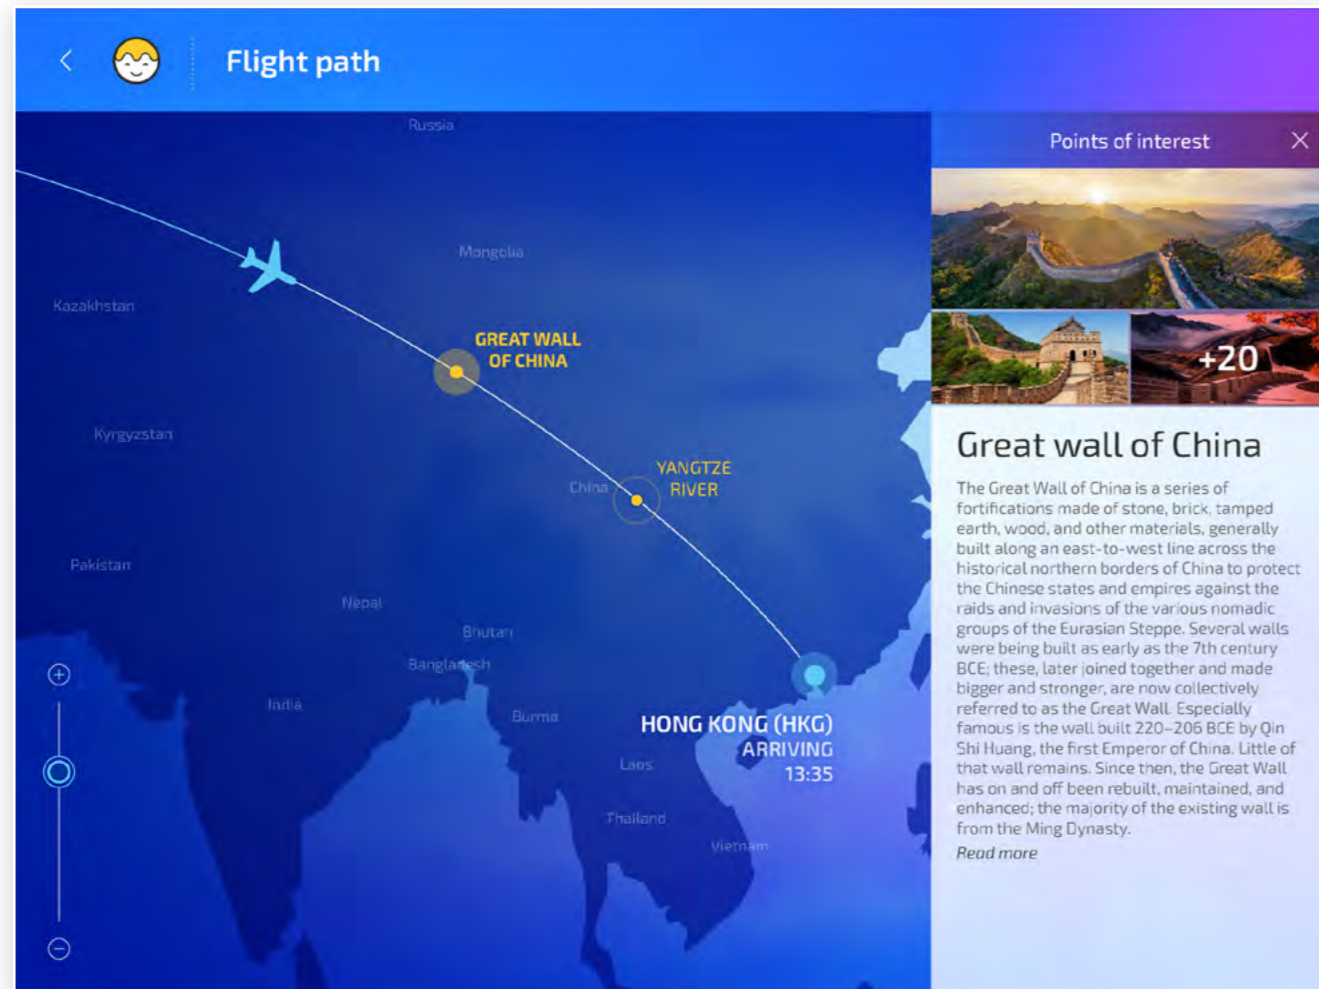 Flight path
Russia
Mongolia
Kazakhstan
GREAT WALL
OF CHINA
Kyrgyzstan
YANGTZE
RIVER
China
Pakistan
Nepal
Bhutan
Bangladesh
India
Burma
HONG KONG (HKG)
ARRIVING
13:35
Laos
Thailand
Vietnam
Points of interest
+20
Great wall of China
The Great Wall of China is a series of
fortifications made of stone, brick, tamped
earth, wood, and other materials, generally
built along an east-to-west line across the
historical northern borders of China to protect
the Chinese states and empires against the
raids and invasions of the various nomadic
groups of the Eurasian Steppe. Several walls
were being built as early as the 7th century
BCE; these, later joined together and made
bigger and stronger, are now collectively
referred to as the Great Wall. Especially
famous is the wall built 220–206 BCE by Qin
Shi Huang, the first Emperor of China. Little of
that wall remains. Since then, the Great Wall
has on and off been rebuilt, maintained, and
enhanced; the majority of the existing wall is
from the Ming Dynasty.
Read more